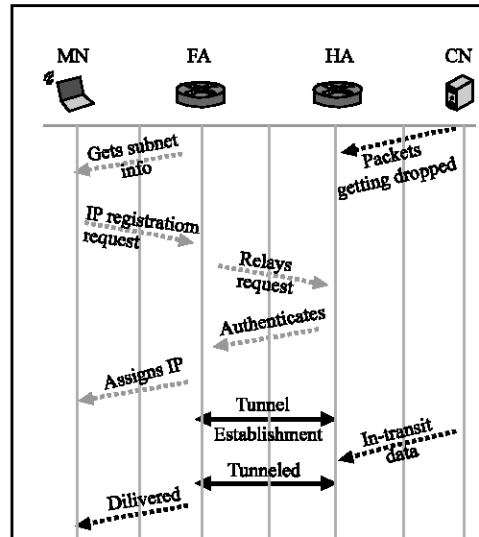 MN FA HA CN
Gets subnet
info
Packets
getting dropped
IP registratiom
request
Relays
request
Authenticates
Assigns IP
Tunnel
Establishment
In-transit
data
Tunneled
Dilivered